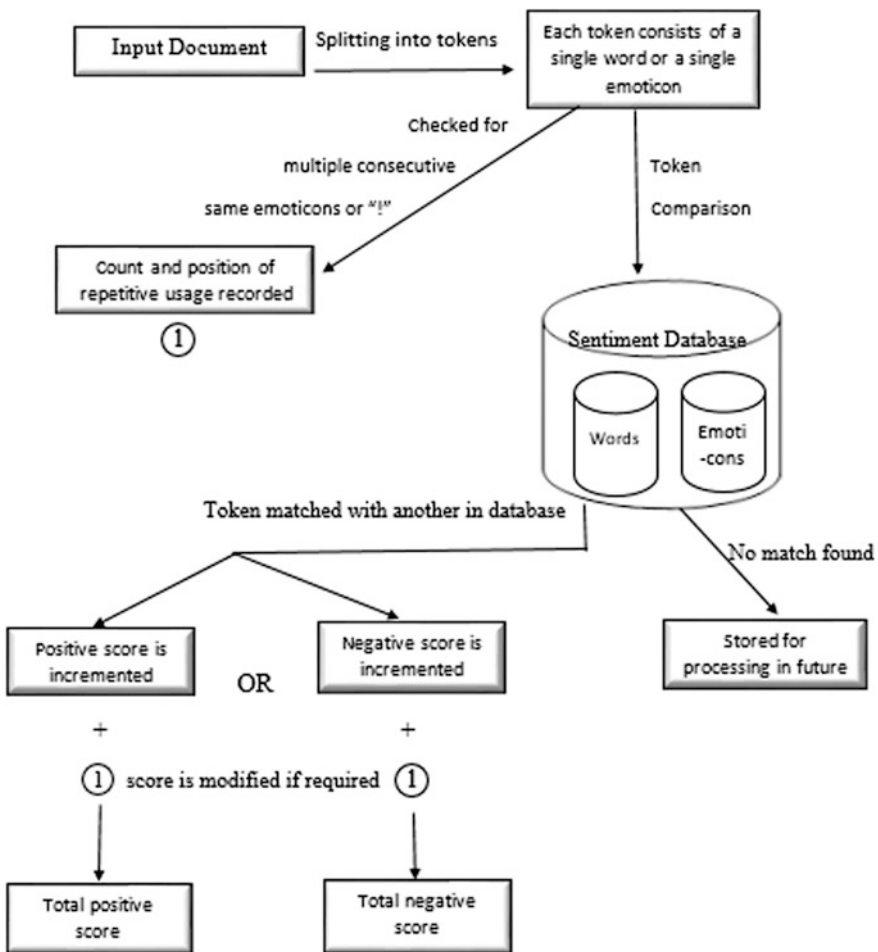 Input Document
Splitting into tokens
Each token consists of a
single word or a single
emoticon
Checked for
multiple consecutive
same emoticons or “!”
Token
Comparison
Count and position of
repetitive usage recorded
1
Sentiment Database
Words
Emoti
-cons
Token matched with another in database
No match found
Positive score is
incremented
OR
Negative score is
incremented
Stored for
processing in future
+
+
1 score is modified if required 1
Total positive
score
Total negative
score